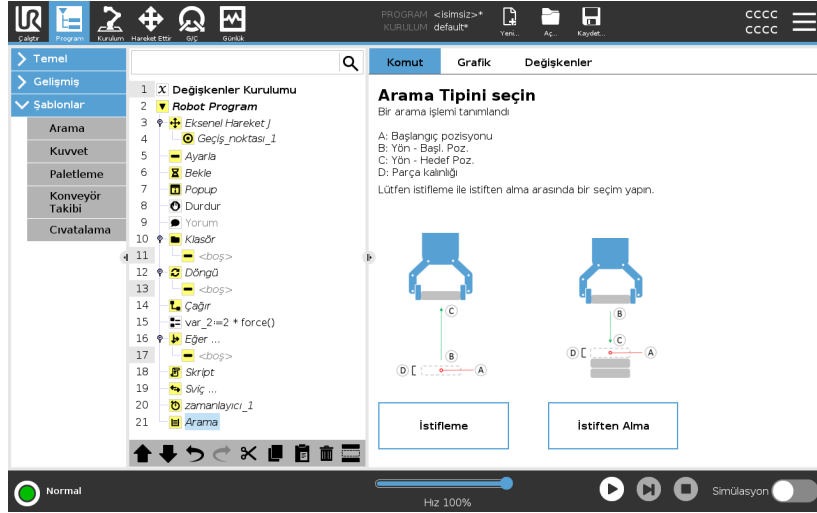 UR
Çalıştır
Program
Kurulum
Hareket Ettir
G/Ç
Günlük
PROGRAM <isimsiz>*
KURULUM default*
Yeni...
Aç...
Kaydet...
cccc
cccc
Temel
Gelişmiş
Şablonlar
Arama
Kuvvet
Paletleme
Konveyör
Takibi
Cıvatalama
1 X Değişkenler Kurulumu
2 Robot Program
3 Eksenel Hareket J
4 Geçiş_noktası_1
5 Ayarla
6 Bekle
7 Popup
8 Durdur
9 Yorum
10 Klasör
11 <boş>
12 Döngü
13 <boş>
14 Çağır
15 var_2:=2 * force()
16 Eğer ...
17 <boş>
18 Skript
19 Sviç ...
20 zamanlayıcı_1
21 Arama
Komut
Grafik
Değişkenler
Arama Tipini seçin
Bir arama işlemi tanımlandı
A: Başlangıç pozisyonu
B: Yön - Başl. Poz.
C: Yön - Hedef Poz.
D: Parça kalınlığı
Lütfen istifleme ile istiften alma arasında bir seçim yapın.
C
B
D
A
B
C
D
A
İstifleme
İstiften Alma
Normal
Hız 100%
Simülasyon